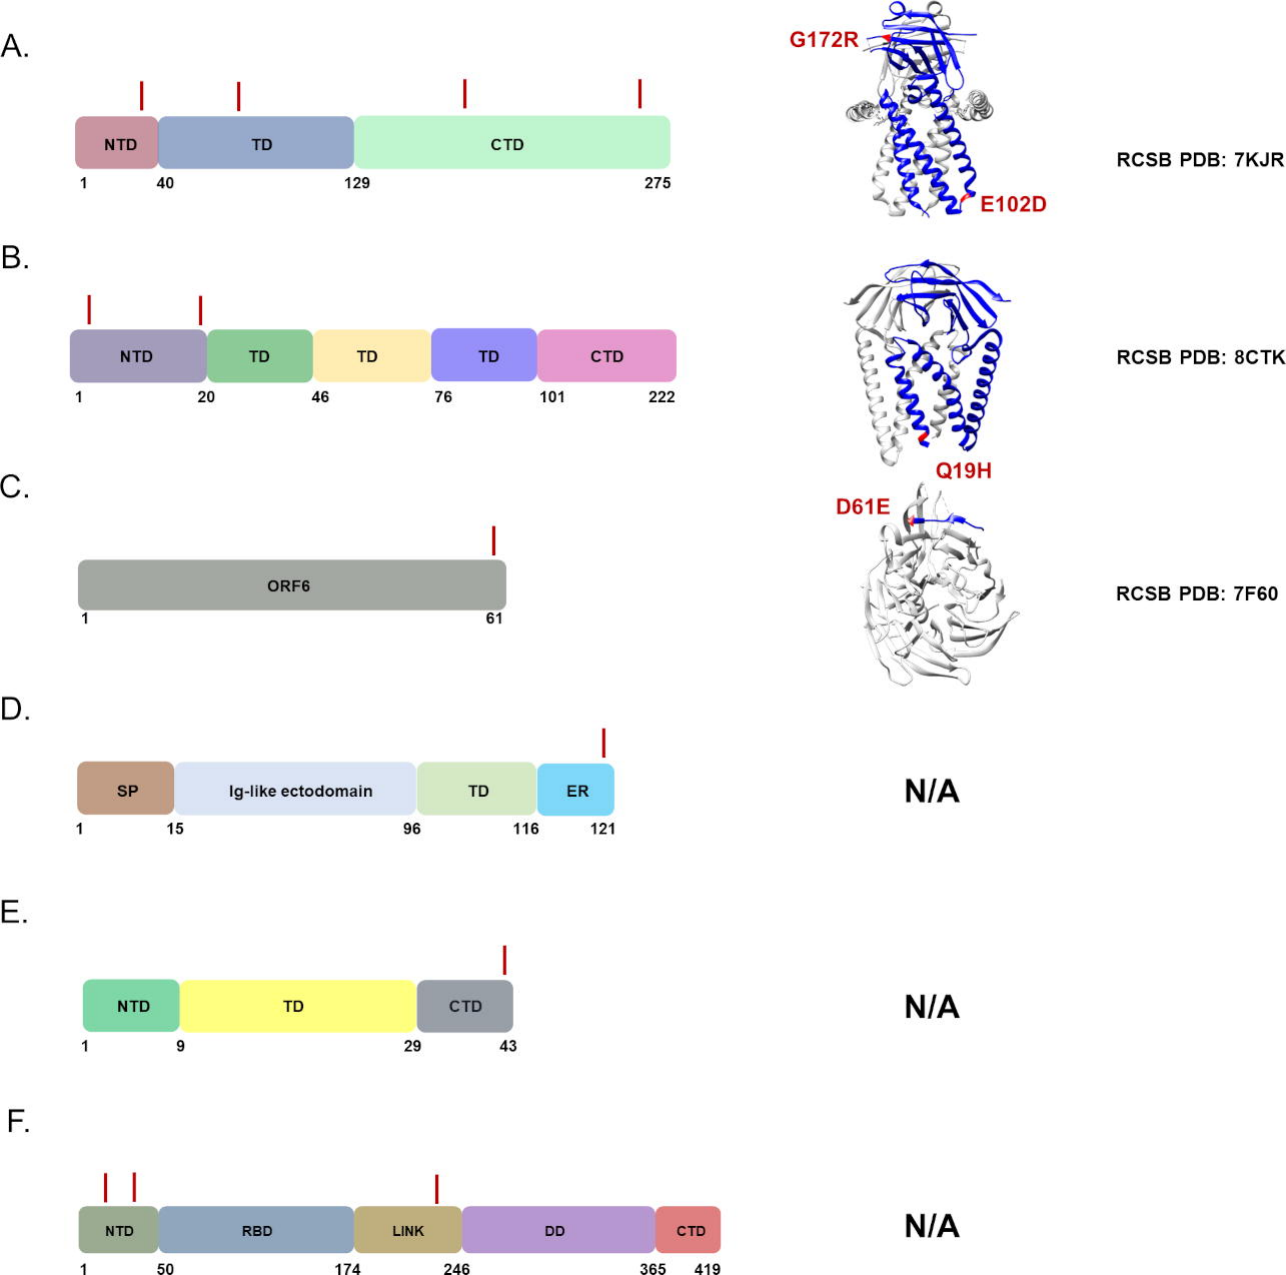 A.
G172R
NTD TD CTD
1 40 129 275
RCSB PDB: 7KJR
E102D
B.
NTD TD TD TD CTD
1 20 46 76 101 222
RCSB PDB: 8CTK
Q19H
C.
D61E
ORF6
1 61
RCSB PDB: 7F60
D.
SP Ig-like ectodomain TD ER
1 15 96 116 121
N/A
E.
NTD TD CTD
1 9 29 43
N/A
F.
NTD RBD LINK DD CTD
1 50 174 246 365 419
N/A